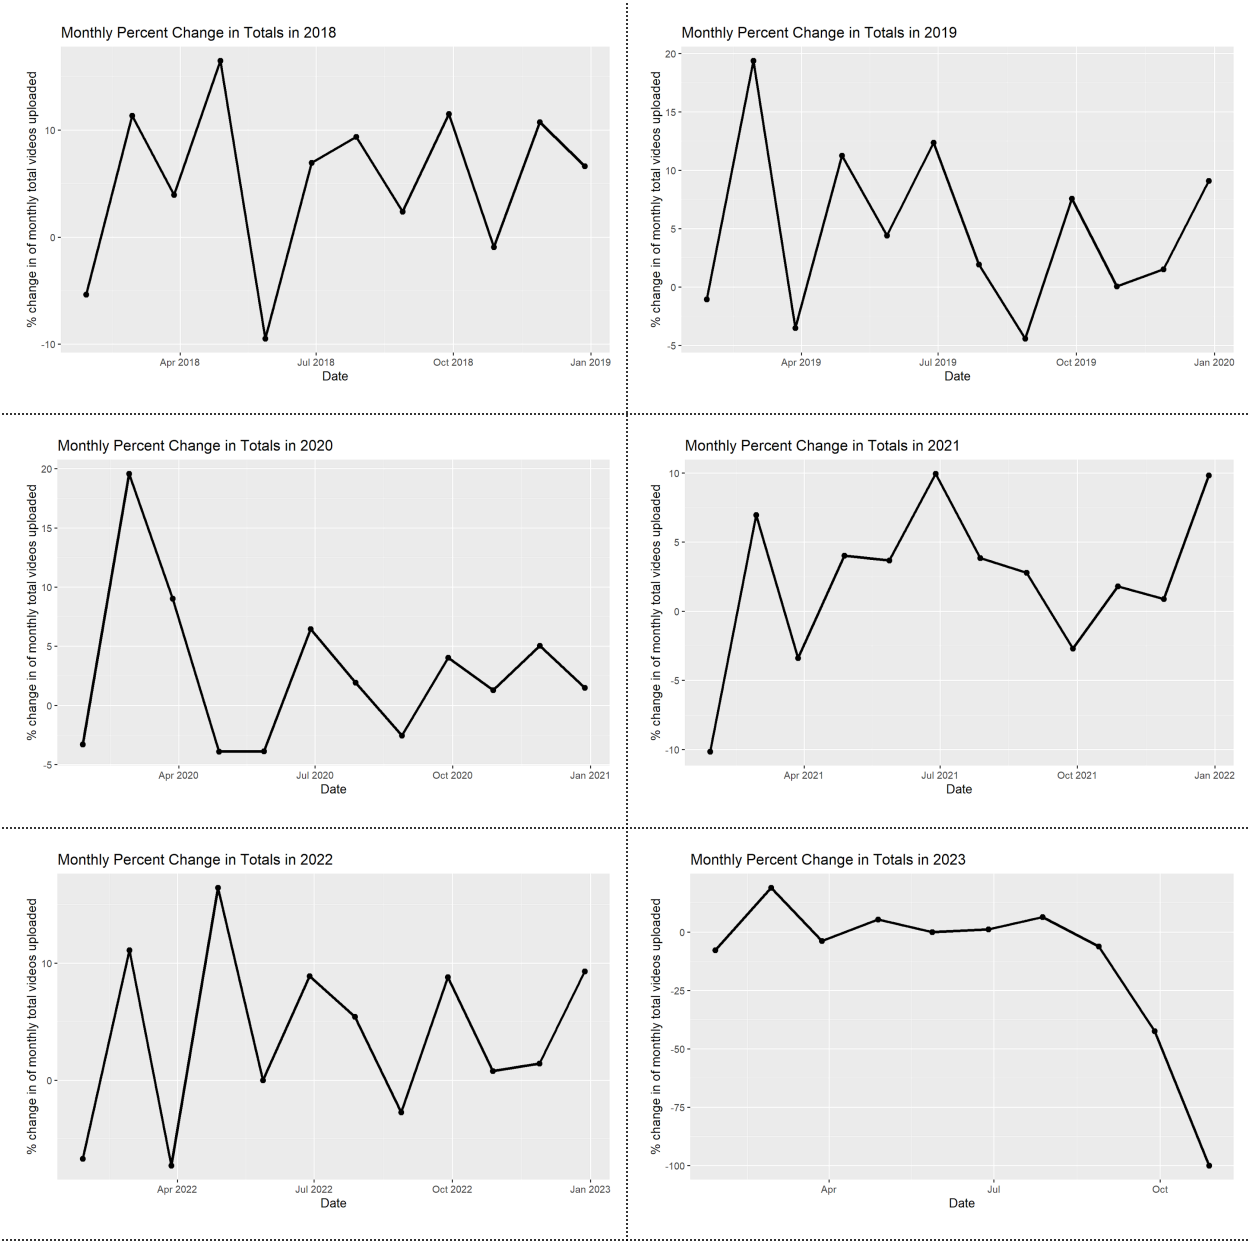 Monthly Percent Change in Totals in 2018
% change in of monthly total videos uploaded
10
0
-10
Apr 2018
Jul 2018
Oct 2018
Jan 2019
Date
Monthly Percent Change in Totals in 2019
% change in of monthly total videos uploaded
20
15
10
5
0
-5
Apr 2019
Jul 2019
Oct 2019
Jan 2020
Date
Monthly Percent Change in Totals in 2020
% change in of monthly total videos uploaded
20
15
10
5
0
-5
Apr 2020
Jul 2020
Oct 2020
Jan 2021
Date
Monthly Percent Change in Totals in 2021
% change in of monthly total videos uploaded
10
5
0
-5
-10
Apr 2021
Jul 2021
Oct 2021
Jan 2022
Date
Monthly Percent Change in Totals in 2022
% change in of monthly total videos uploaded
10
0
Apr 2022
Jul 2022
Oct 2022
Jan 2023
Date
Monthly Percent Change in Totals in 2023
% change in of monthly total videos uploaded
0
-25
-50
-75
-100
Apr
Jul
Oct
Date